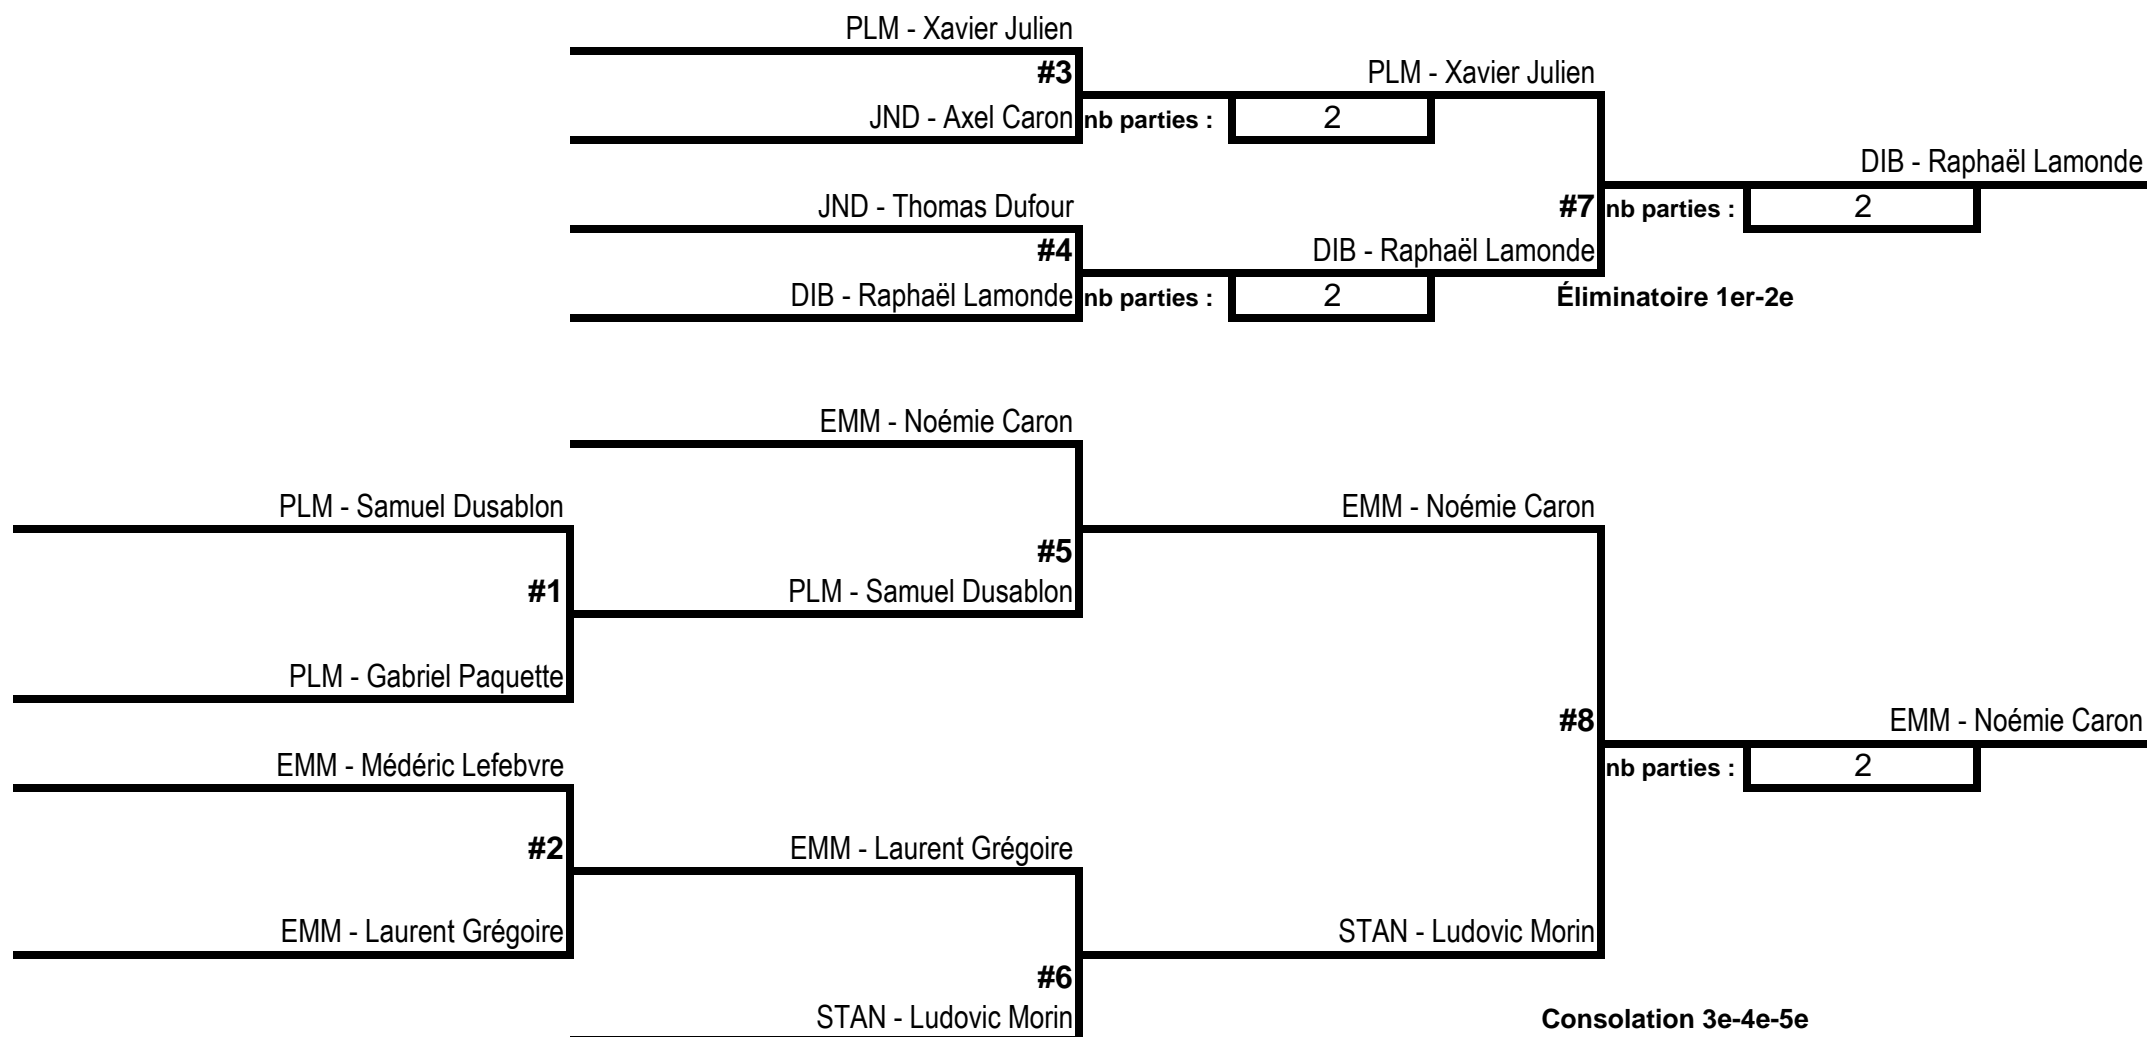 PLM - Xavier Julien
#3
PLM - Xavier Julien
JND - Axel Caron
nb parties :
2
DIB - Raphaël Lamonde
JND - Thomas Dufour
#7
nb parties :
2
#4
DIB - Raphaël Lamonde
DIB - Raphaël Lamonde
nb parties :
2
Éliminatoire 1er-2e
EMM - Noémie Caron
PLM - Samuel Dusablon
EMM - Noémie Caron
#5
#1
PLM - Samuel Dusablon
PLM - Gabriel Paquette
#8
EMM - Noémie Caron
EMM - Médéric Lefebvre
nb parties :
2
#2
EMM - Laurent Grégoire
EMM - Laurent Grégoire
STAN - Ludovic Morin
#6
STAN - Ludovic Morin
Consolation 3e-4e-5e